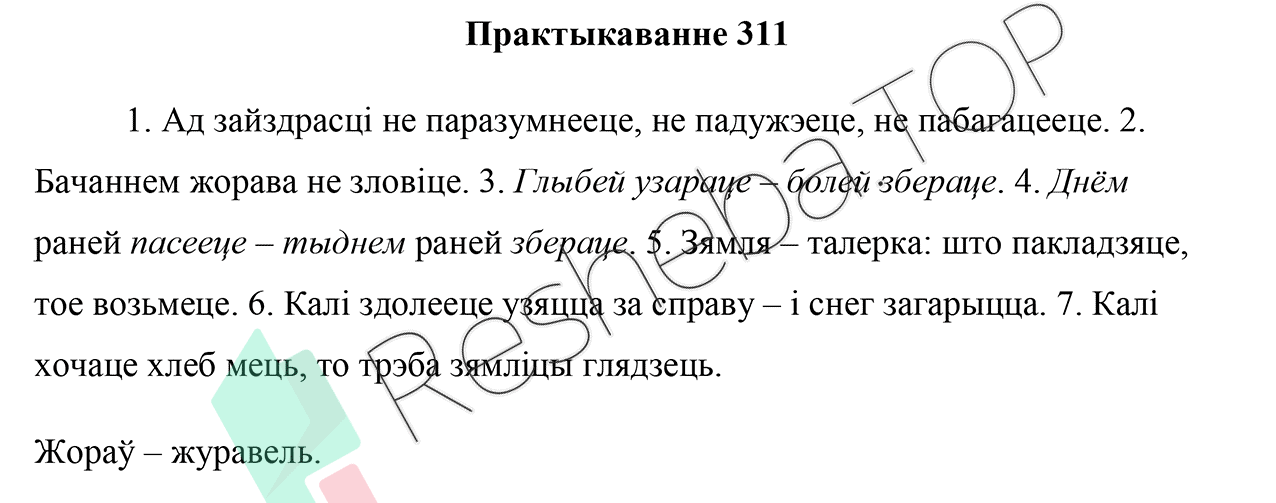 Практыкаванне 311
1. Ад зайздрасці не паразумнееце, не падужэеце, не пабагацееце. 2.
Бачаннем жорава не зловіце. 3. Глыбей узараце – болей збераце. 4. Днём
раней пасееце – тыднем раней збераце. 5. Зямля – талерка: што пакладзяце,
тое возьмеце. 6. Калі здолееце узяцца за справу – і снег загарыцца. 7. Калі
хочаце хлеб мець, то трэба зямліцы глядзець.
Жораў – журавель.
Resheba TOP